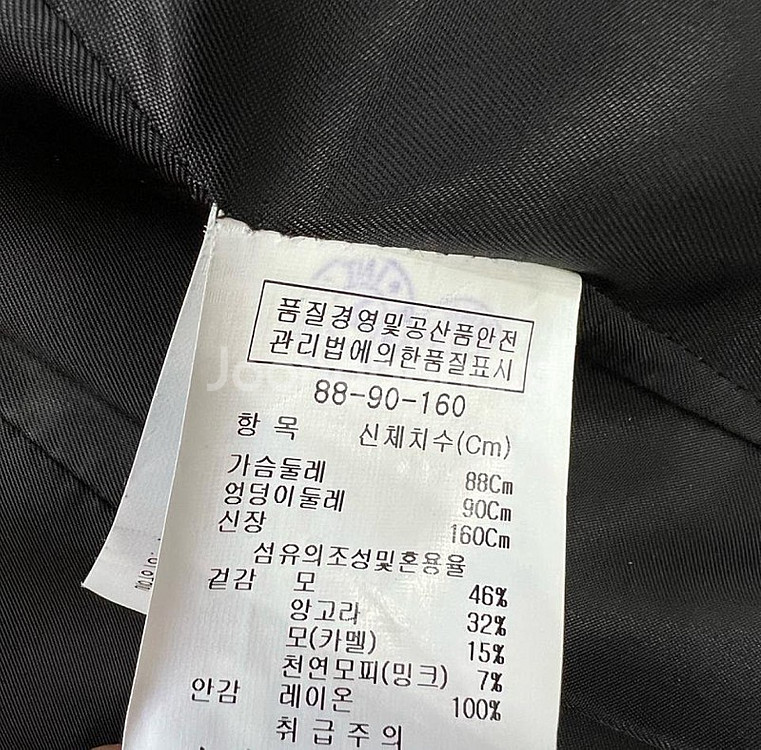 품질경영및공산품안전
관리법에의한품질표시
88-90-160
항 목 신체치수(Cm)
가슴둘레 88Cm
엉덩이둘레 90Cm
신장 160Cm
섬유의조성및혼용율
겉감 모 46%
앙고라 32%
모(카멜) 15%
천연모피(밍크) 7%
안감 레이온 100%
취 급 주 의